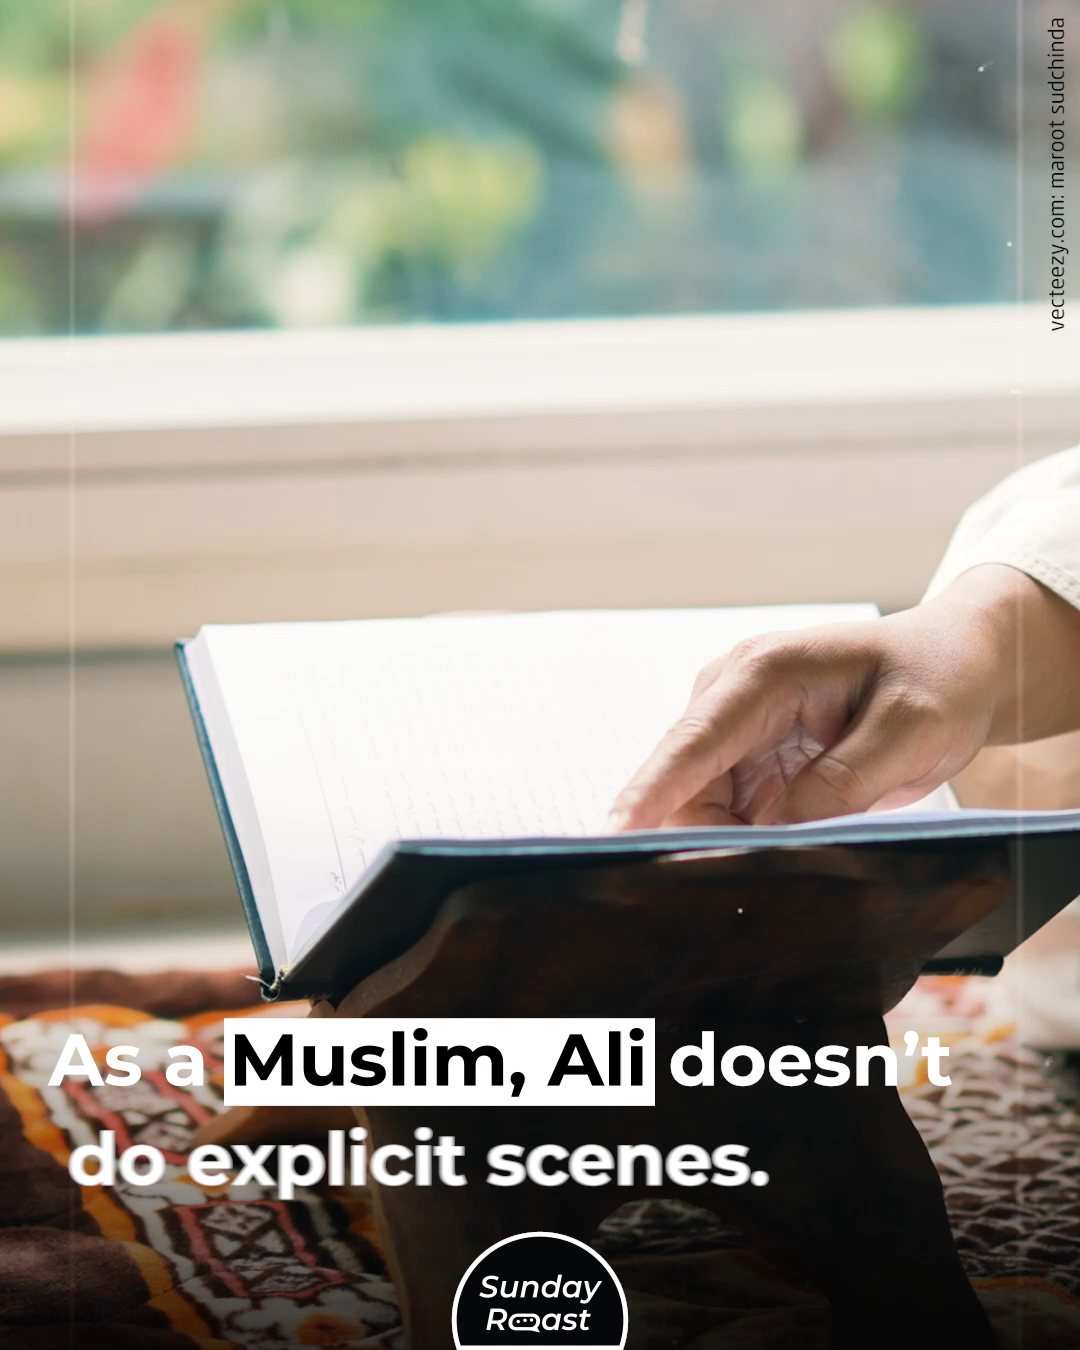 vecteezy.com: maroot sudchinda
As a Muslim, Ali doesn’t
do explicit scenes.
Sunday
Roast